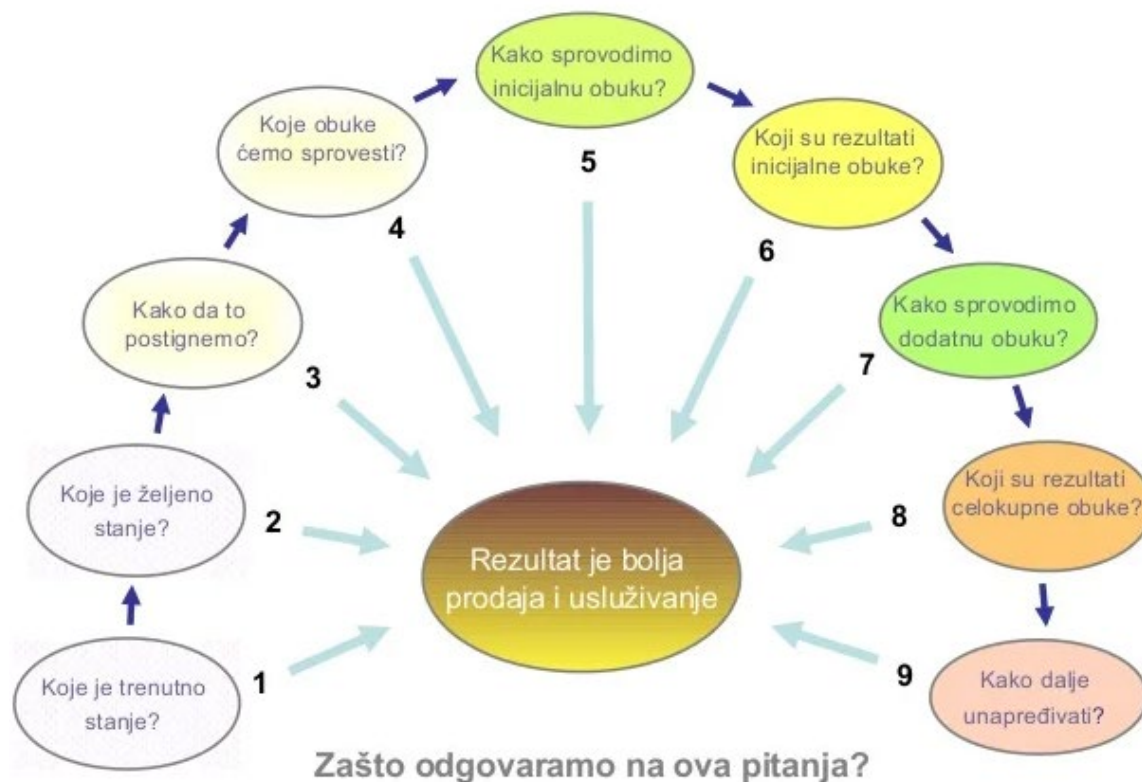 Koje je trenutno
stanje?
1
Koje je željeno
stanje?
2
Kako da to
postignemo?
3
Koje obuke
ćemo sprovesti?
4
Kako sprovodimo
inicijalnu obuku?
5
Koji su rezultati
inicijalne obuke?
6
Kako sprovodimo
dodatnu obuku?
7
Koji su rezultati
celokupne obuke?
8
Kako dalje
unapređivati?
9
Rezultat je bolja
prodaja i usluživanje
Zašto odgovaramo na ova pitanja?